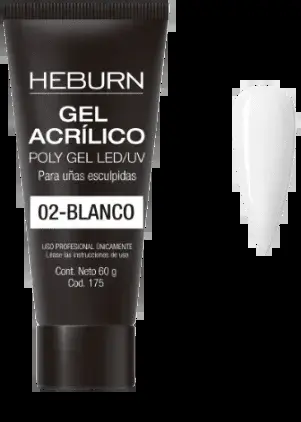 HEBURN
GEL
ACRÍLICO
POLY GEL LED/UV
Para uñas esculpidas
02-BLANCO
USO PROFESIONAL ÚNICAMENTE
Léase las instrucciones de uso
Cont. Neto 60 g
Cod. 175